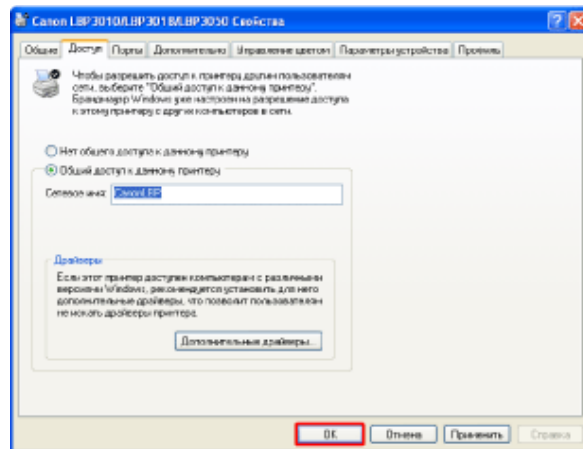 Canon LBP3010/LBP3018/LBP3050 Свойства
Общие Доступ Порты Дополнительно Управление цветом Параметры устройства Профиль
Чтобы разрешить доступ к принтеру другим пользователям
сети, выберите "Общий доступ к данному принтеру".
Брандмауэр Windows уже настроен на разрешение доступа
к этому принтеру с других компьютеров в сети.
Нет общего доступа к данному принтеру
Общий доступ к данному принтеру
Сетевое имя: CanonLBP
Драйверы
Если этот принтер доступен компьютерам с различными
версиями Windows, рекомендуется установить для него
дополнительные драйверы, что позволит пользователям
не искать драйверы принтера.
Дополнительные драйверы...
ОК Отмена Применить Справка